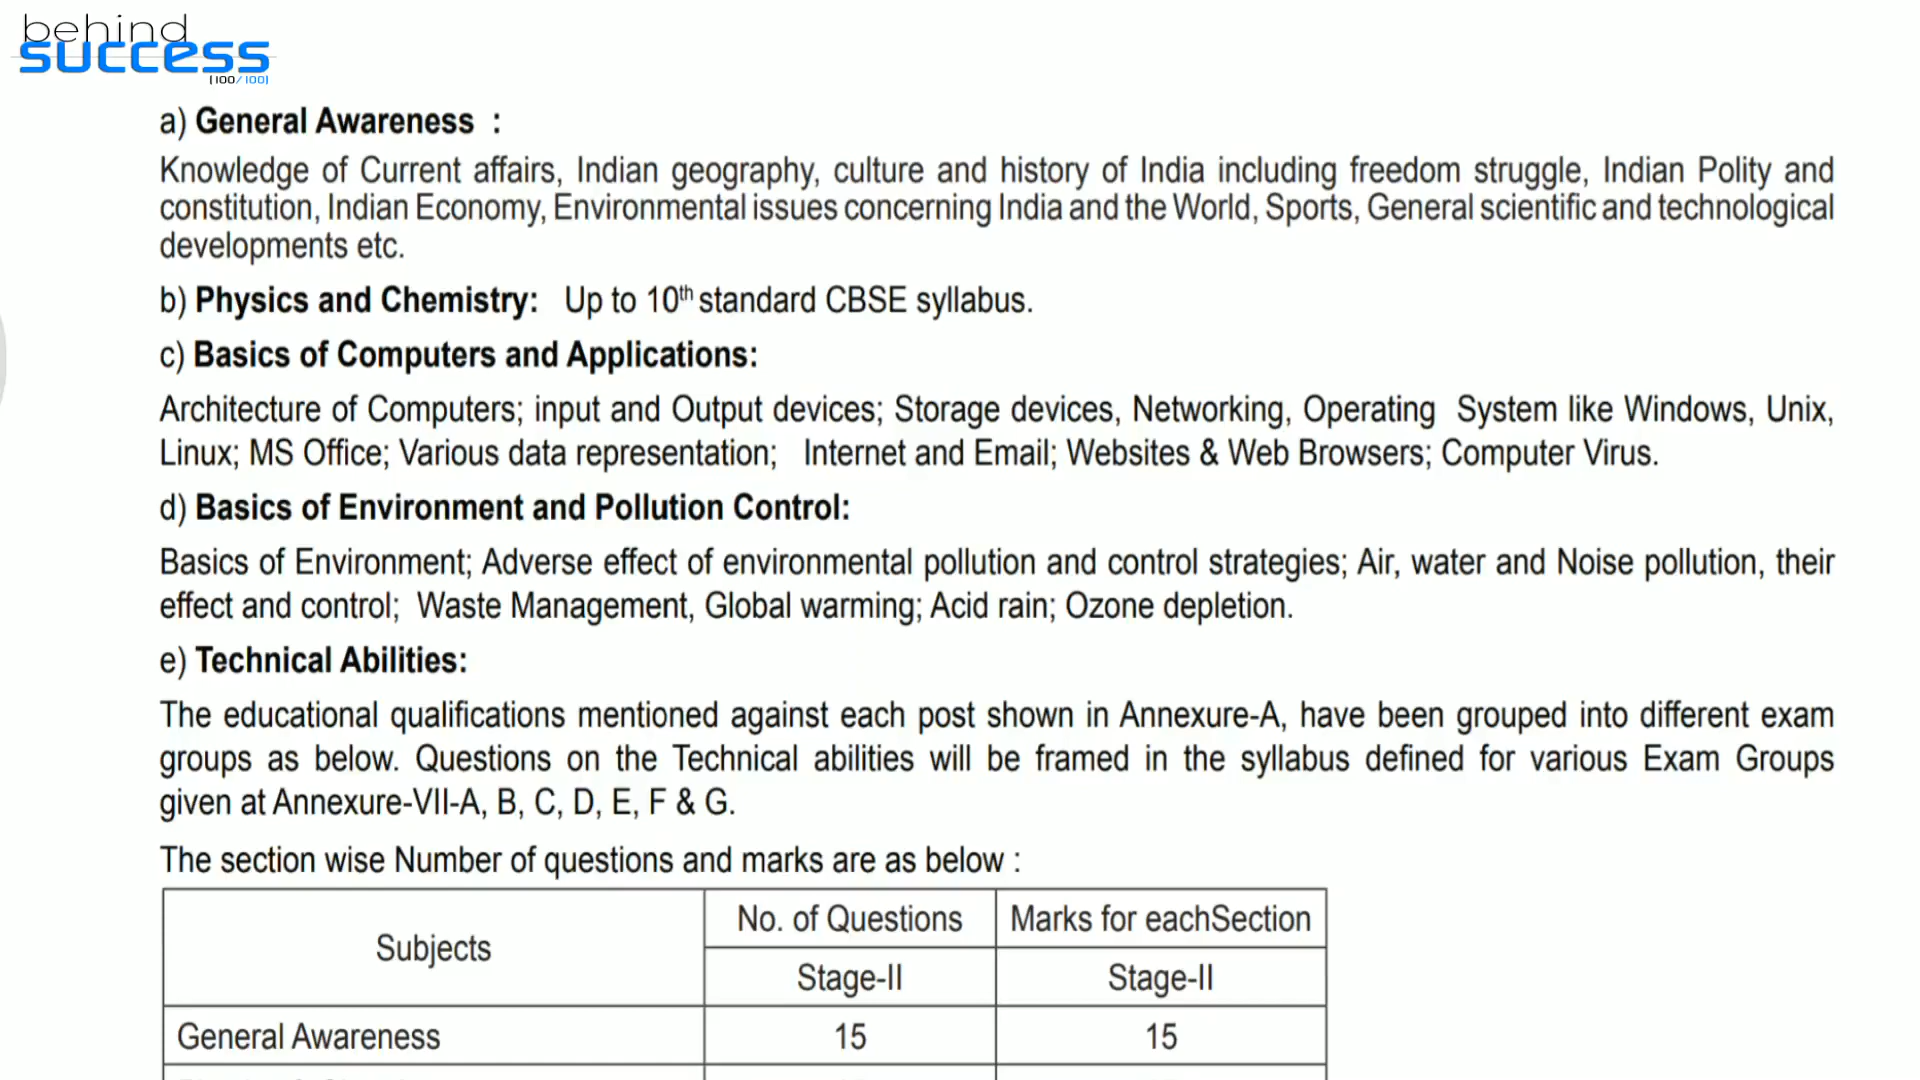 behind
success
[100/100]
a) General Awareness :
Knowledge of Current affairs, Indian geography, culture and history of India including freedom struggle, Indian Polity and
constitution, Indian Economy, Environmental issues concerning India and the World, Sports, General scientific and technological
developments etc.
b) Physics and Chemistry: Up to 10th standard CBSE syllabus.
c) Basics of Computers and Applications:
Architecture of Computers; input and Output devices; Storage devices, Networking, Operating System like Windows, Unix,
Linux; MS Office; Various data representation; Internet and Email; Websites & Web Browsers; Computer Virus.
d) Basics of Environment and Pollution Control:
Basics of Environment; Adverse effect of environmental pollution and control strategies; Air, water and Noise pollution, their
effect and control; Waste Management, Global warming; Acid rain; Ozone depletion.
e) Technical Abilities:
The educational qualifications mentioned against each post shown in Annexure-A, have been grouped into different exam
groups as below. Questions on the Technical abilities will be framed in the syllabus defined for various Exam Groups
given at Annexure-VII-A, B, C, D, E, F & G.
The section wise Number of questions and marks are as below :
Subjects No. of Questions Marks for eachSection
Stage-II Stage-II
General Awareness 15 15